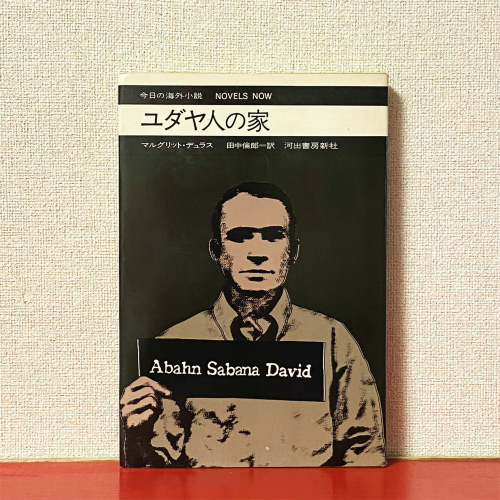 今日の海外小説 NOVELS NOW
ユダヤ人の家
マルグリット・デュラス 田中倫郎＝訳 河出書房新社
Abahn Sabana David